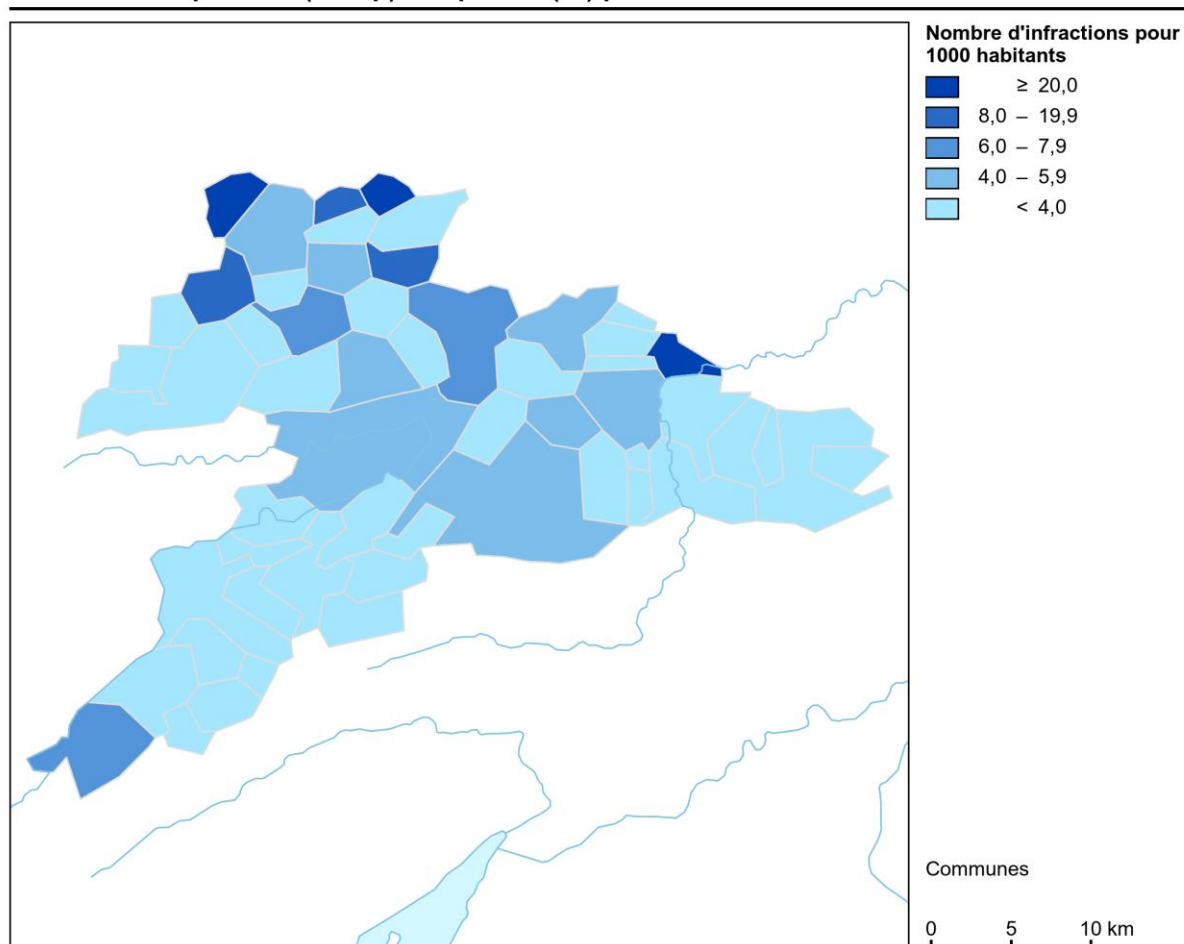 Nombre d'infractions pour
1000 habitants
≥ 20,0
8,0 – 19,9
6,0 – 7,9
4,0 – 5,9
< 4,0
Communes
0 5 10 km